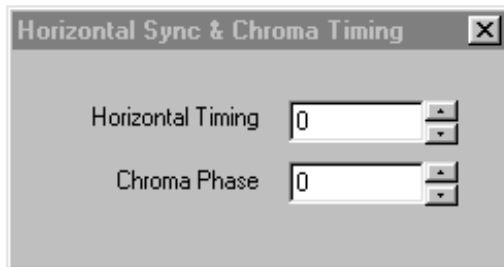 Horizontal Sync & Chroma Timing
Horizontal Timing 0
Chroma Phase 0